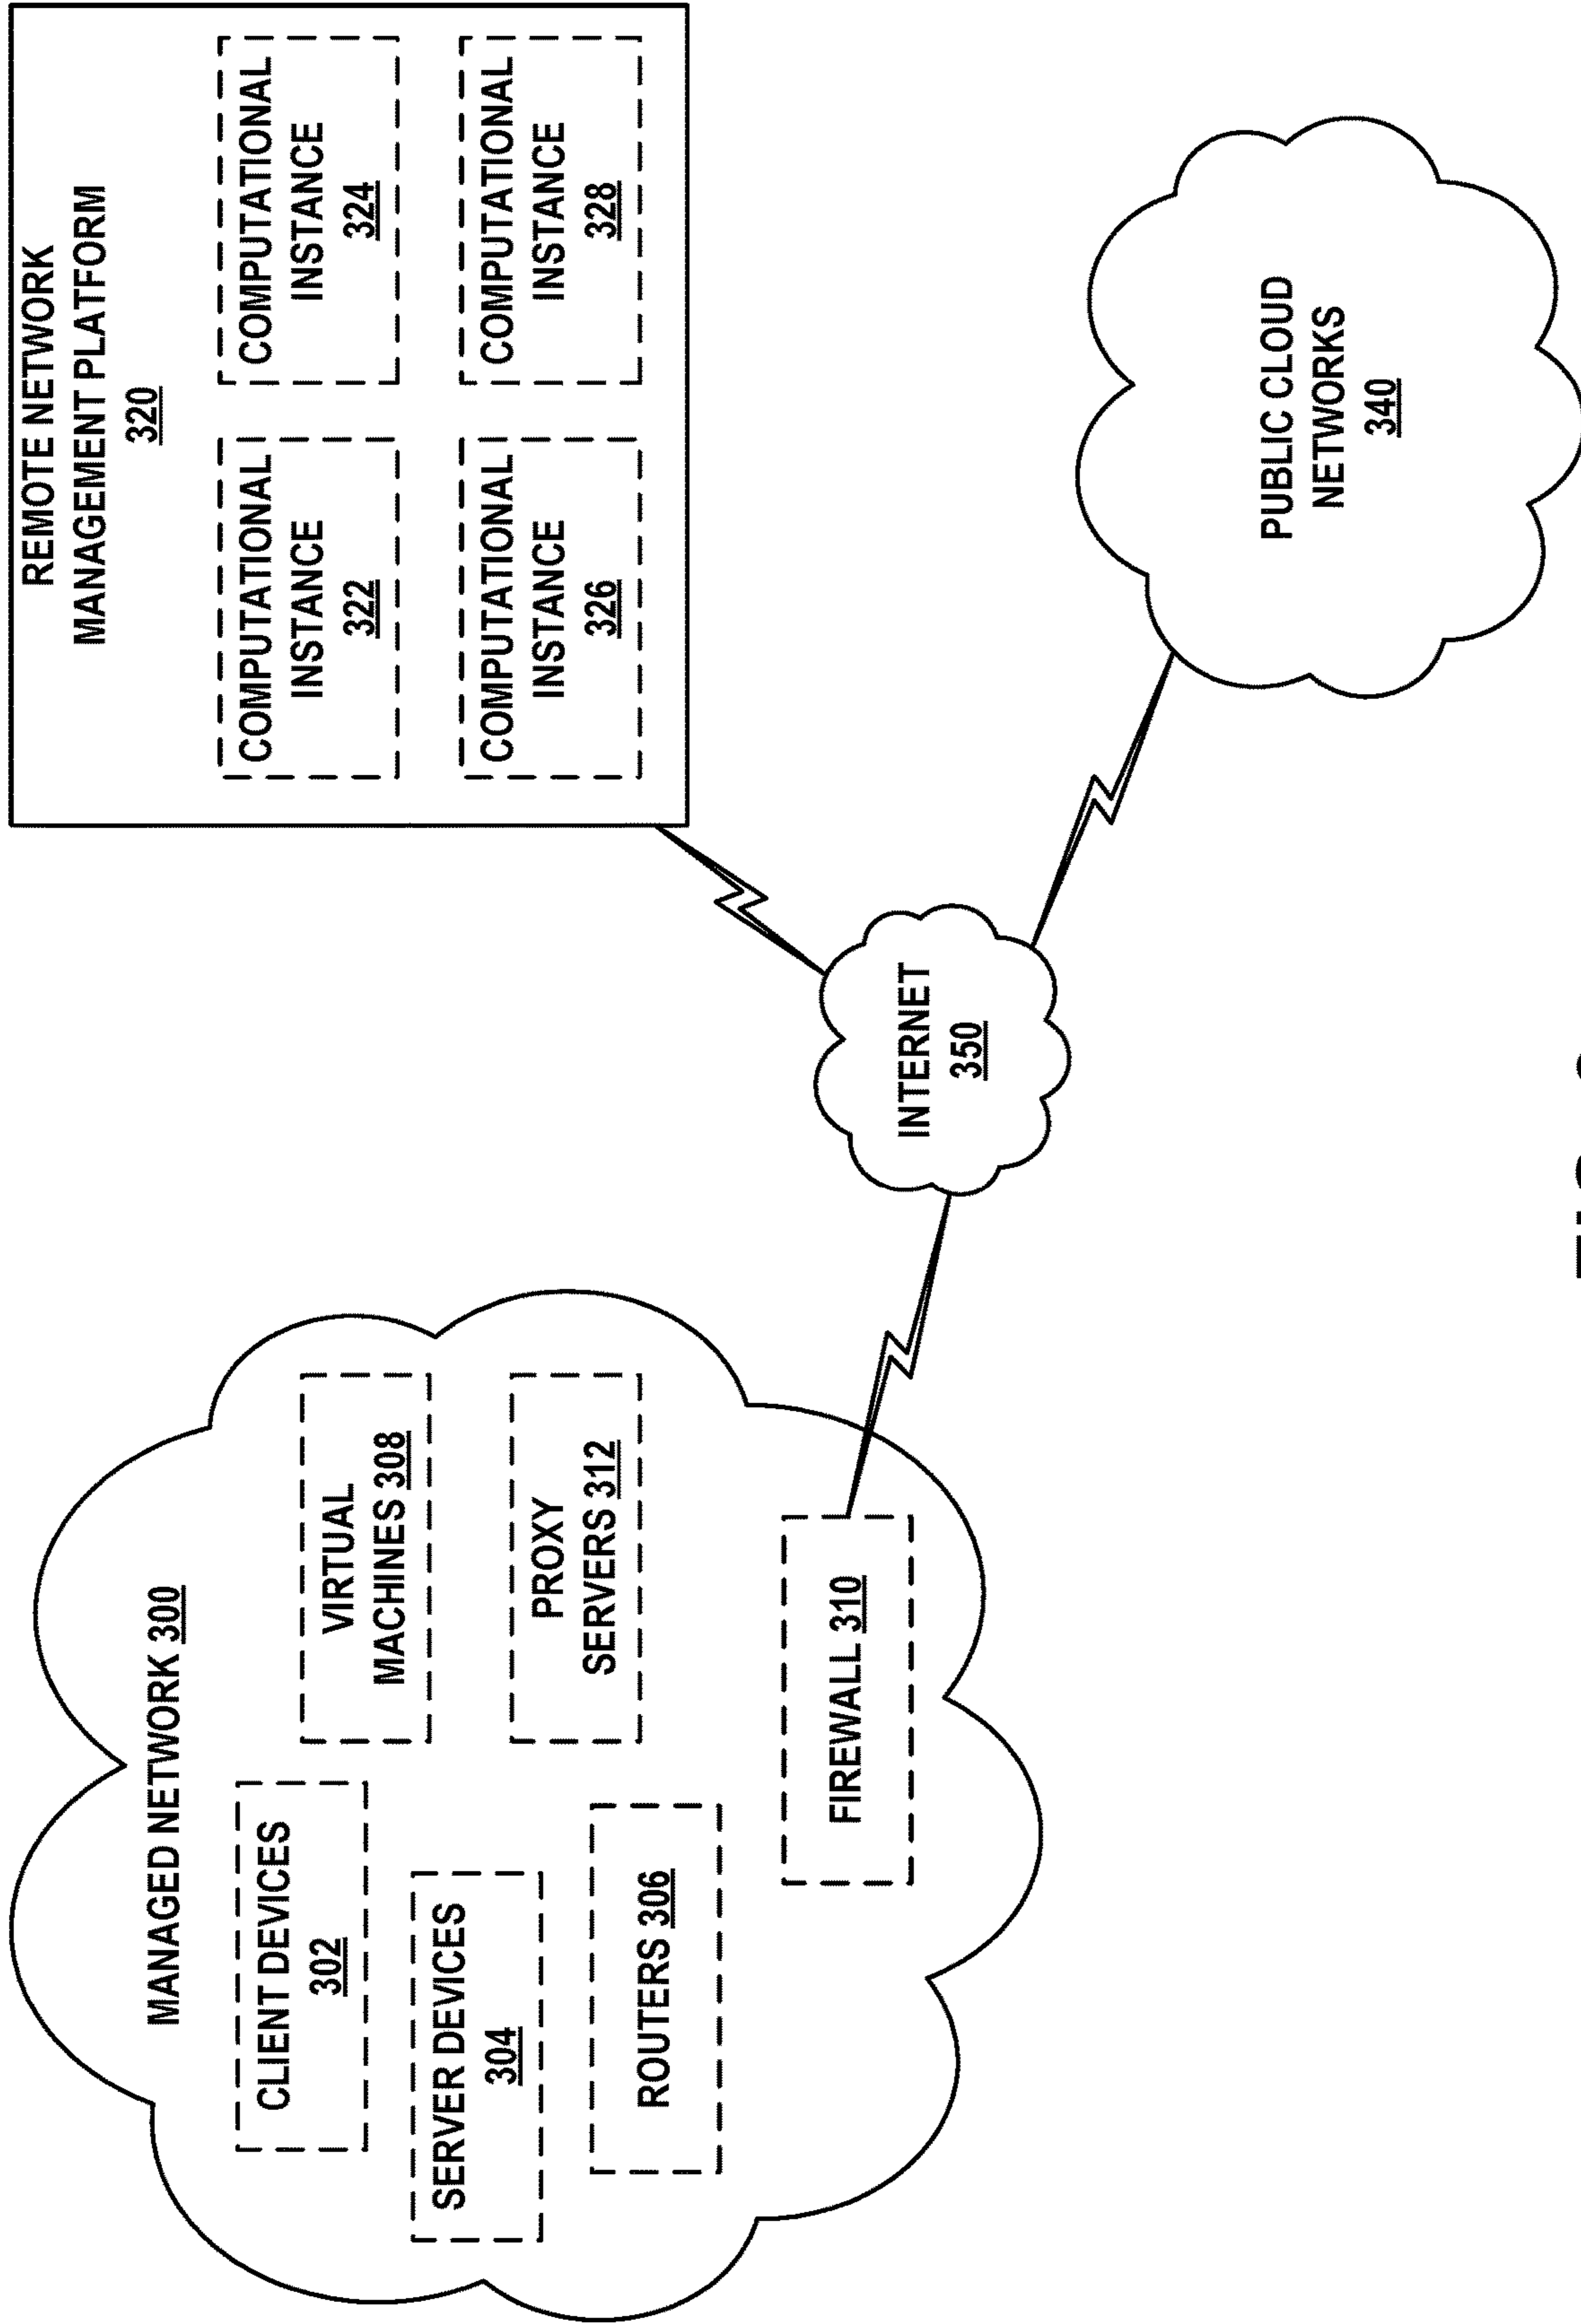 MANAGED NETWORK 300
CLIENT DEVICES
302
SERVER DEVICES
304
ROUTERS 306
VIRTUAL
MACHINES 308
PROXY
SERVERS 312
FIREWALL 310
INTERNET
350
REMOTE NETWORK
MANAGEMENT PLATFORM
320
COMPUTATIONAL
INSTANCE
322
COMPUTATIONAL
INSTANCE
324
COMPUTATIONAL
INSTANCE
326
COMPUTATIONAL
INSTANCE
328
PUBLIC CLOUD
NETWORKS
340